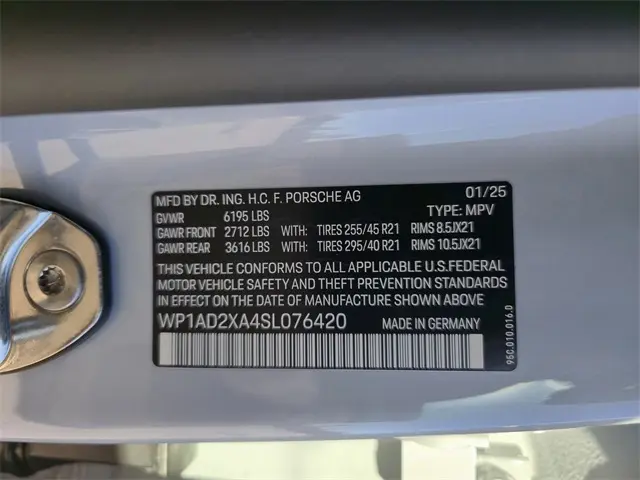 MFD BY DR. ING. H.C. F. PORSCHE AG 01/25
GVWR 6195 LBS TYPE: MPV
GAWR FRONT 2712 LBS WITH: TIRES 255/45 R21 RIMS 8.5JX21
GAWR REAR 3616 LBS WITH: TIRES 295/40 R21 RIMS 10.5JX21
THIS VEHICLE CONFORMS TO ALL APPLICABLE U.S.FEDERAL
MOTOR VEHICLE SAFETY AND THEFT PREVENTION STANDARDS
IN EFFECT ON THE DATE OF MANUFACTURE SHOWN ABOVE
WP1AD2XA4SL076420 MADE IN GERMANY
95C.010.016.D